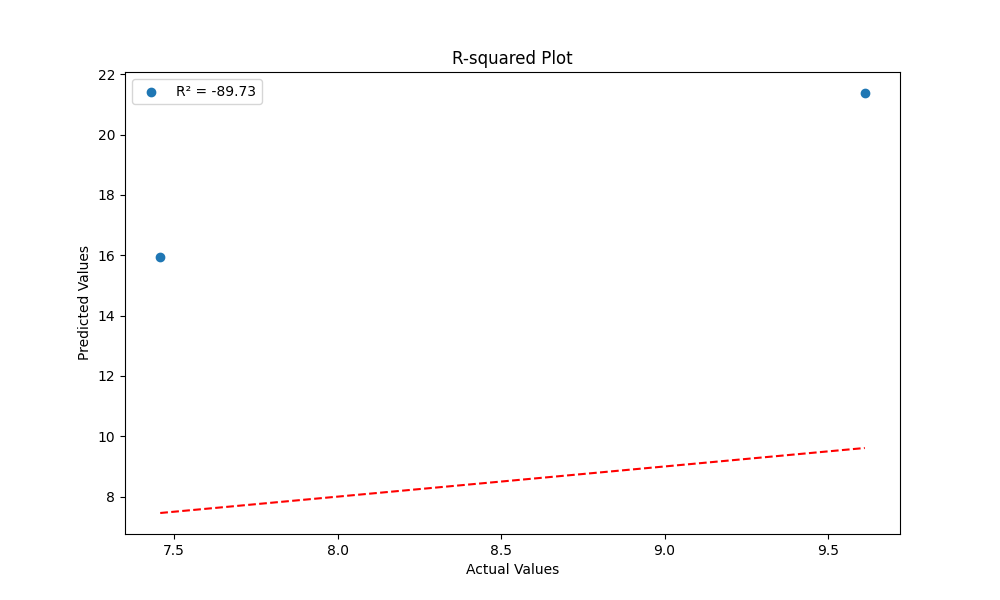 R-squared Plot
R² = -89.73
22
20
18
16
14
12
10
8
Predicted Values
7.5 8.0 8.5 9.0 9.5
Actual Values